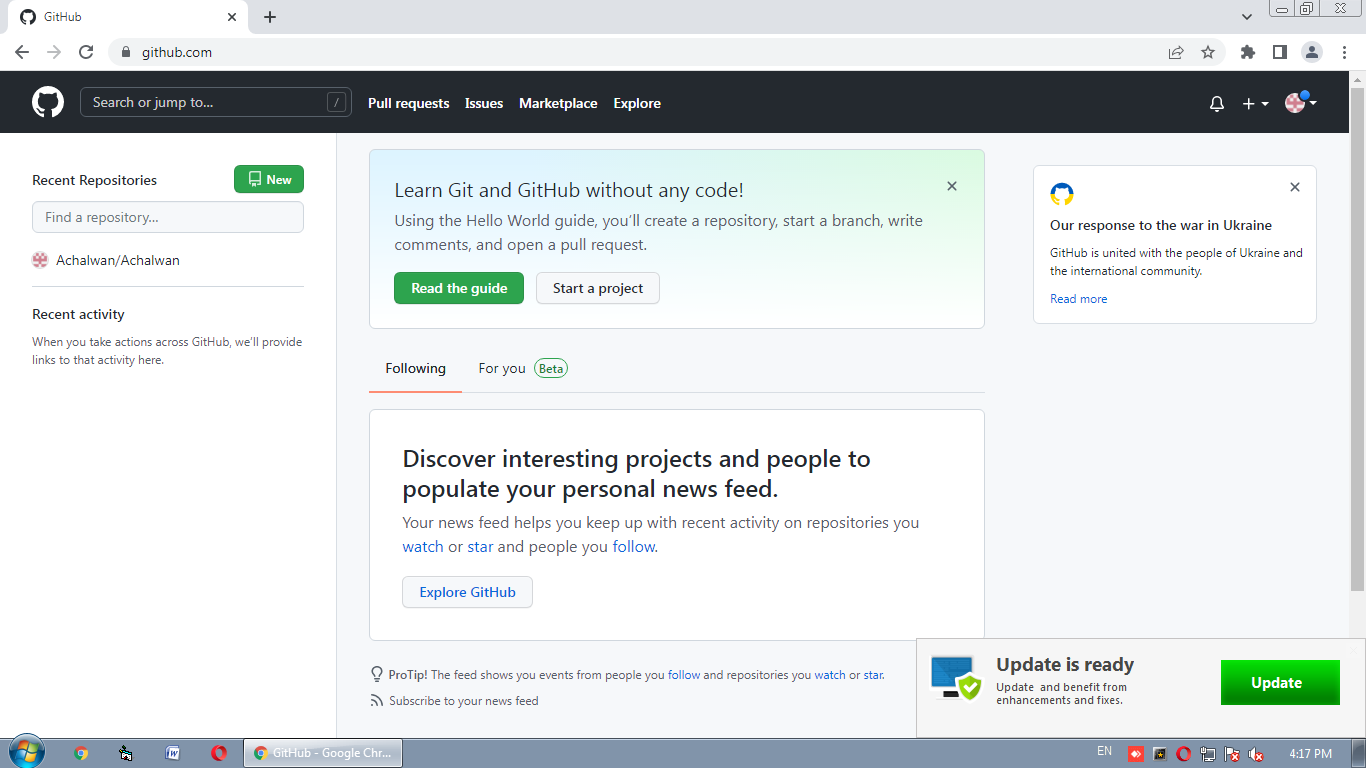 GitHub
github.com
Search or jump to...
/
Pull requests
Issues
Marketplace
Explore
Recent Repositories
New
Find a repository...
Achalwan/Achalwan
Recent activity
When you take actions across GitHub, we'll provide
links to that activity here.
Learn Git and GitHub without any code!
Using the Hello World guide, you'll create a repository, start a branch, write
comments, and open a pull request.
Read the guide
Start a project
Following
For you
Beta
Discover interesting projects and people to
populate your personal news feed.
Your news feed helps you keep up with recent activity on repositories you
watch or star and people you follow.
Explore GitHub
ProTip! The feed shows you events from people you follow and repositories you watch or star.
Subscribe to your news feed
Our response to the war in Ukraine
GitHub is united with the people of Ukraine and
the international community.
Read more
Update is ready
Update and benefit from
enhancements and fixes.
Update
GitHub - Google Chr...
EN
4:17 PM